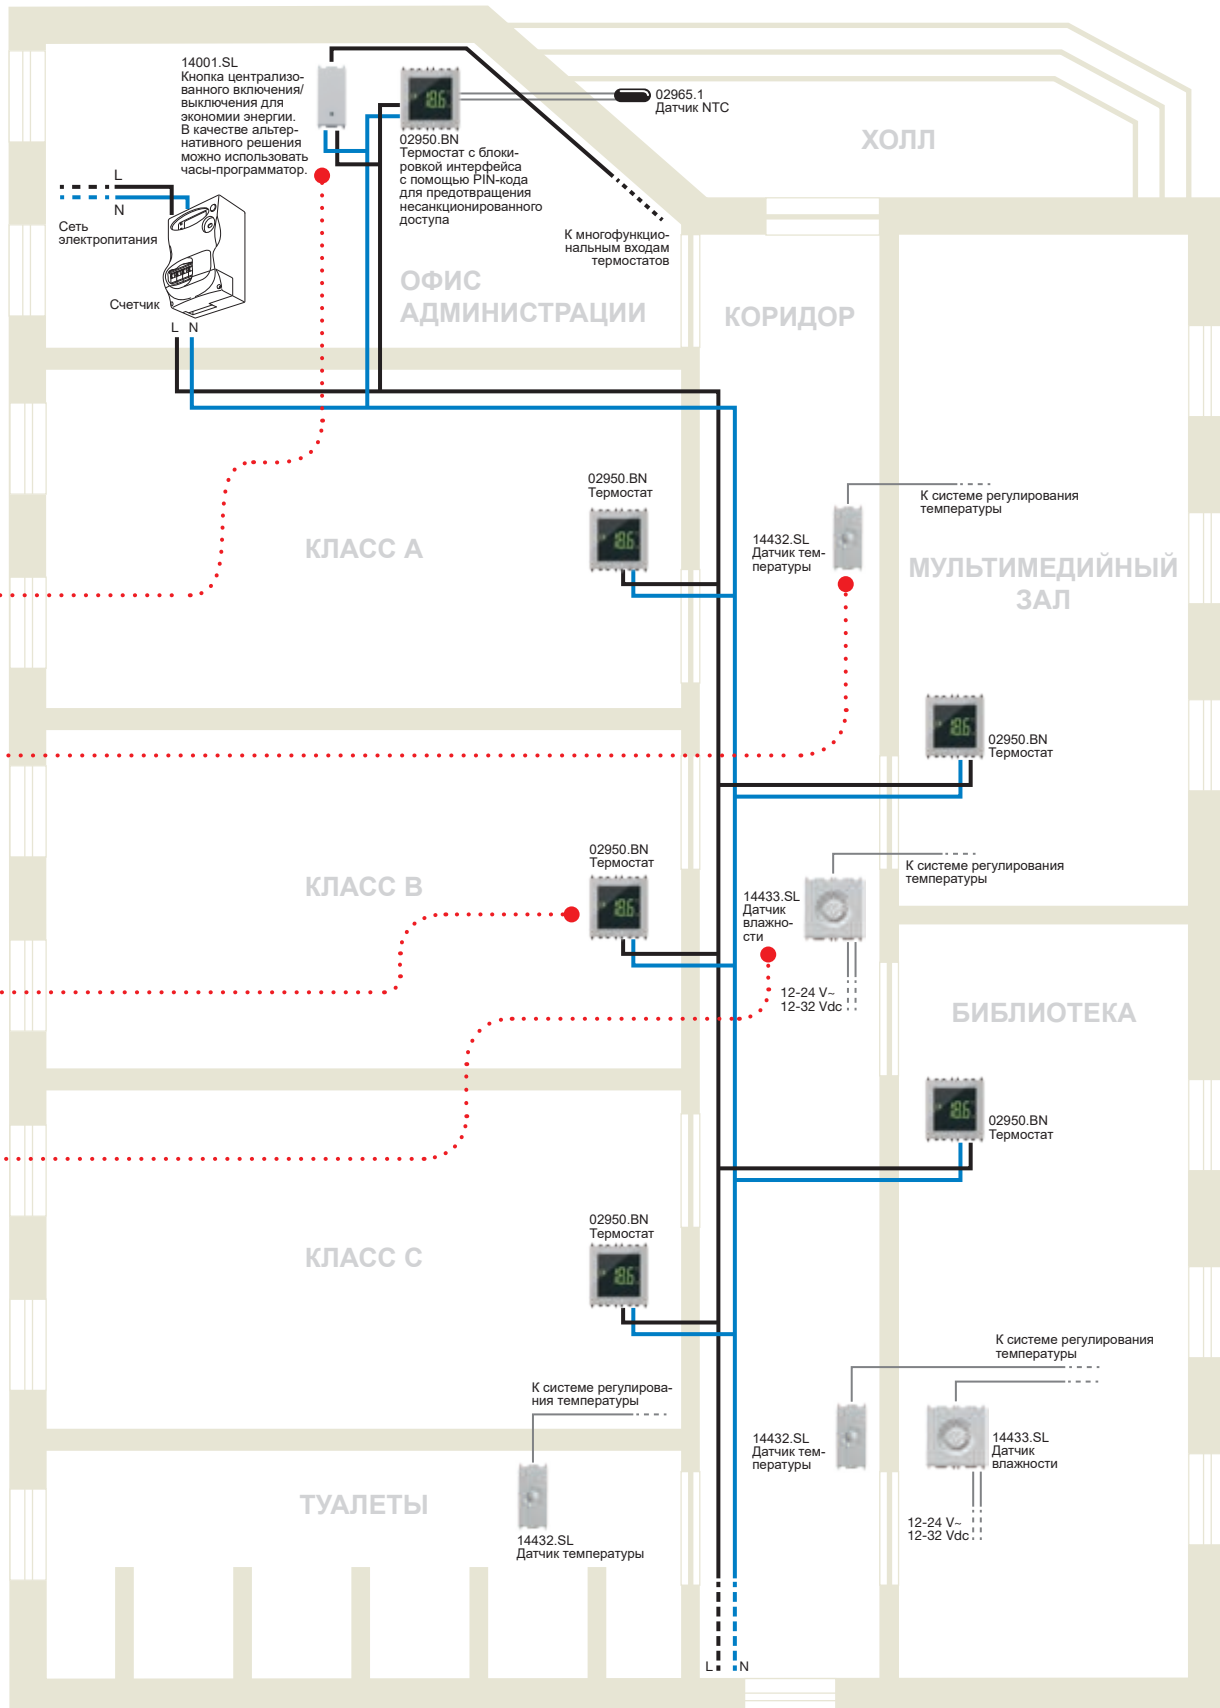 14001.SL
Кнопка централизо-
ванного включения/
выключения для
экономии энергии.
В качестве альтер-
нативного решения
можно использовать
часы-программатор.
02950.BN
Термостат с блоки-
ровкой интерфейса
с помощью PIN-кода
для предотвращения
несанкционированного
доступа
02965.1
Датчик NTC
ХОЛЛ
L
N
Сеть
электропитания
Счетчик
L N
К многофункцио-
нальным входам
термостатов
ОФИС
АДМИНИСТРАЦИИ
КОРИДОР
02950.BN
Термостат
КЛАСС A
14432.SL
Датчик тем-
пературы
К системе регулирования
температуры
МУЛЬТИМЕДИЙНЫЙ
ЗАЛ
02950.BN
Термостат
02950.BN
Термостат
КЛАСС B
14433.SL
Датчик
влажно-
сти
К системе регулирования
температуры
12-24 V~
12-32 Vdc
БИБЛИОТЕКА
02950.BN
Термостат
02950.BN
Термостат
КЛАСС C
К системе регулирования
температуры
К системе регулирова-
ния температуры
14432.SL
Датчик тем-
пературы
14433.SL
Датчик
влажности
12-24 V~
12-32 Vdc
ТУАЛЕТЫ
14432.SL
Датчик температуры
L N